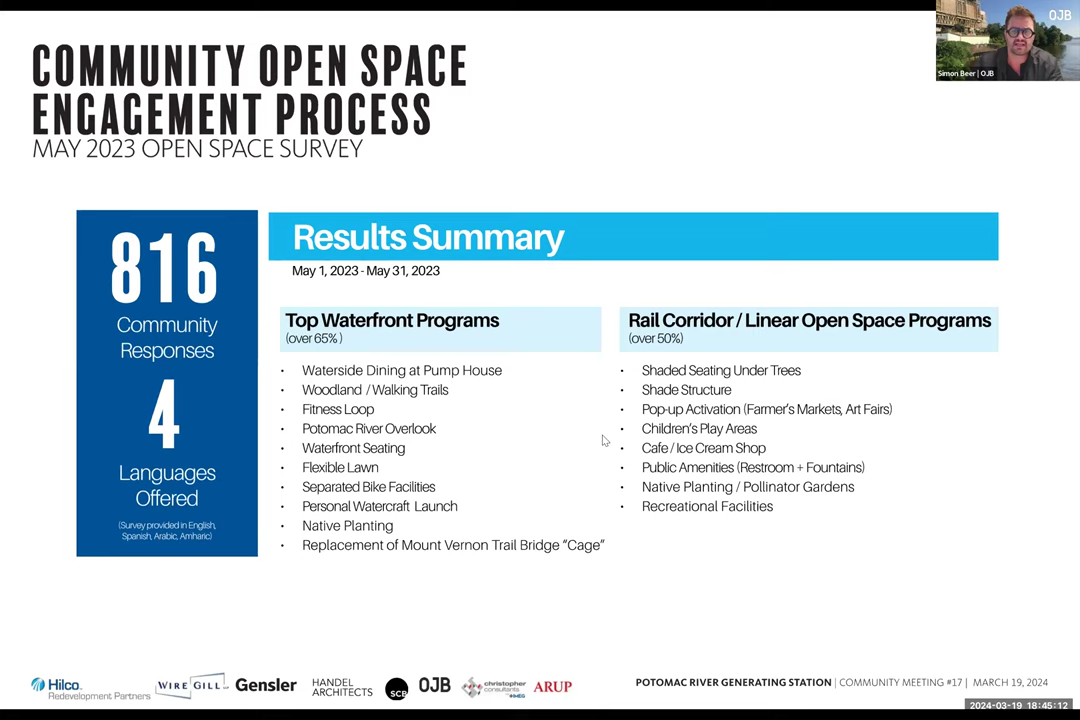 COMMUNITY OPEN SPACE
ENGAGEMENT PROCESS
MAY 2023 OPEN SPACE SURVEY
OJB
Simon Beer | OJB
816
Community
Responses
4
Languages
Offered
(Survey provided in English,
Spanish, Arabic, Amharic)
Results Summary
May 1, 2023 - May 31, 2023
Top Waterfront Programs
(over 65% )
• Waterside Dining at Pump House
• Woodland / Walking Trails
• Fitness Loop
• Potomac River Overlook
• Waterfront Seating
• Flexible Lawn
• Separated Bike Facilities
• Personal Watercraft Launch
• Native Planting
• Replacement of Mount Vernon Trail Bridge “Cage”
Rail Corridor / Linear Open Space Programs
(over 50%)
• Shaded Seating Under Trees
• Shade Structure
• Pop-up Activation (Farmer’s Markets, Art Fairs)
• Children’s Play Areas
• Cafe / Ice Cream Shop
• Public Amenities (Restroom + Fountains)
• Native Planting / Pollinator Gardens
• Recreational Facilities
Hilco
Redevelopment Partners
WIRE GILL
Gensler
HANDEL
ARCHITECTS
SCB
OJB
christopher
consultants
IMEG
ARUP
POTOMAC RIVER GENERATING STATION | COMMUNITY MEETING #17 | MARCH 19, 2024
2024-03-19 18:45:12